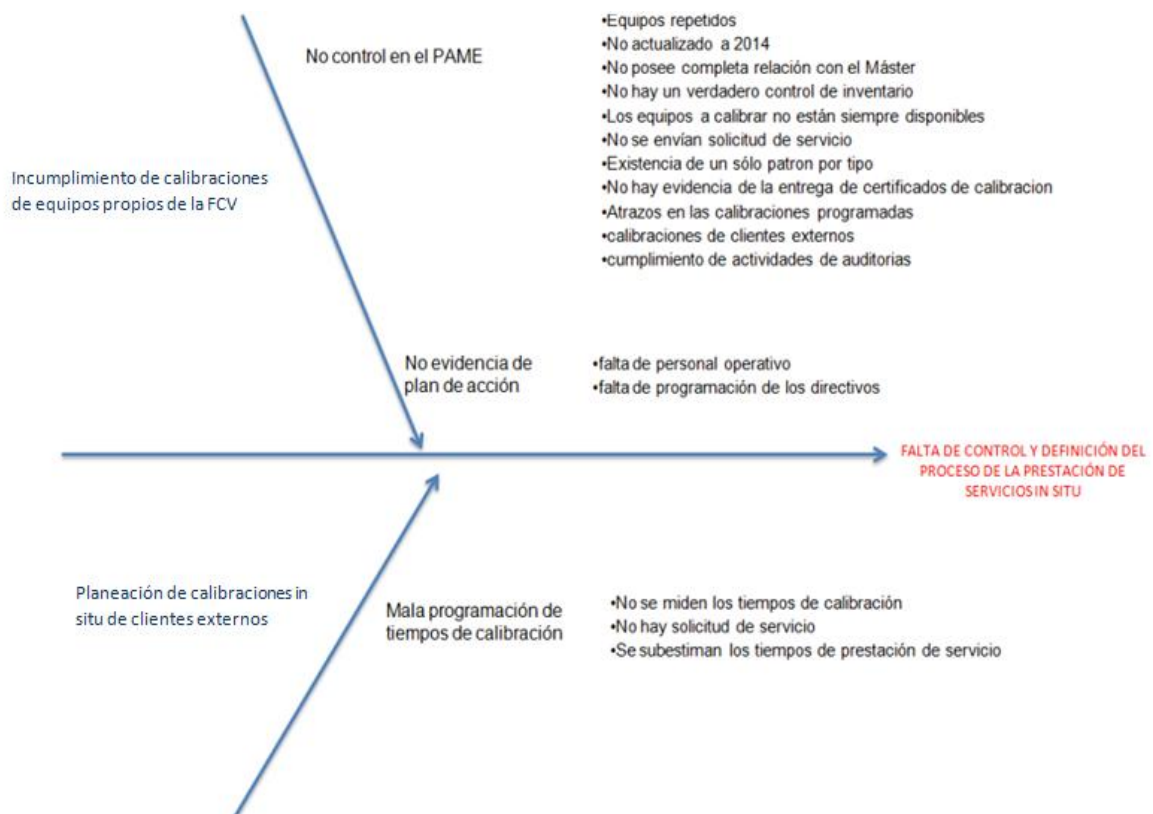 No control en el PAME
•Equipos repetidos
•No actualizado a 2014
•No posee completa relación con el Máster
•No hay un verdadero control de inventario
•Los equipos a calibrar no están siempre disponibles
•No se envían solicitud de servicio
•Existencia de un sólo patron por tipo
•No hay evidencia de la entrega de certificados de calibracion
•Atrazos en las calibraciones programadas
•calibraciones de clientes externos
•cumplimiento de actividades de auditorias
Incumplimiento de calibraciones
de equipos propios de la FCV
No evidencia de
plan de acción
•falta de personal operativo
•falta de programación de los directivos
FALTA DE CONTROL Y DEFINICIÓN DEL
PROCESO DE LA PRESTACIÓN DE
SERVICIOS IN SITU
Planeación de calibraciones in
situ de clientes externos
Mala programación de
tiempos de calibración
•No se miden los tiempos de calibración
•No hay solicitud de servicio
•Se subestiman los tiempos de prestación de servicio